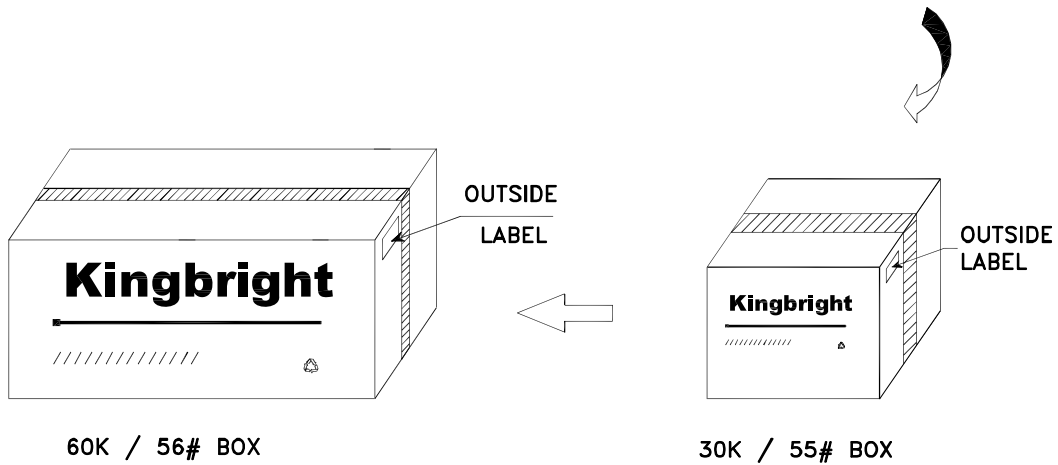 OUTSIDE
LABEL
Kingbright
60K / 56# BOX
OUTSIDE
LABEL
Kingbright
30K / 55# BOX